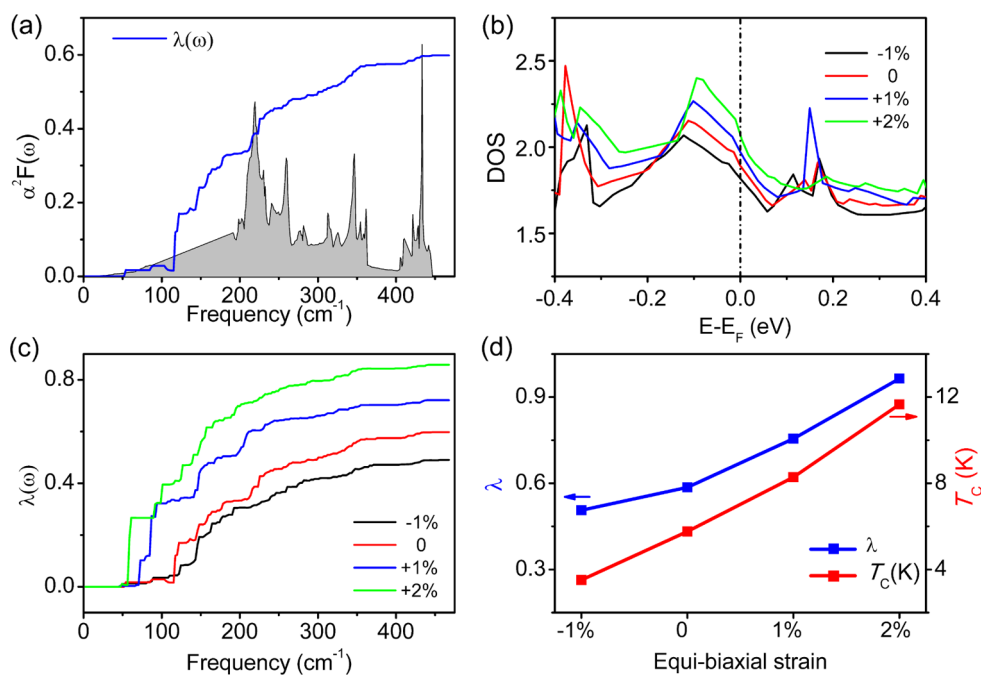 (a)
λ(ω)
0.6
0.4
0.2
0.0
α²F(ω)
0 100 200 300 400
Frequency (cm⁻¹)
(b)
-1%
0
+1%
+2%
2.5
2.0
1.5
DOS
-0.4 -0.2 0.0 0.2 0.4
E-E_F (eV)
(c)
0.8
0.4
0.0
λ(ω)
-1%
0
+1%
+2%
0 100 200 300 400
Frequency (cm⁻¹)
(d)
0.9
0.6
0.3
λ
12
8
4
T_C(K)
λ
T_C(K)
-1% 0 1% 2%
Equi-biaxial strain